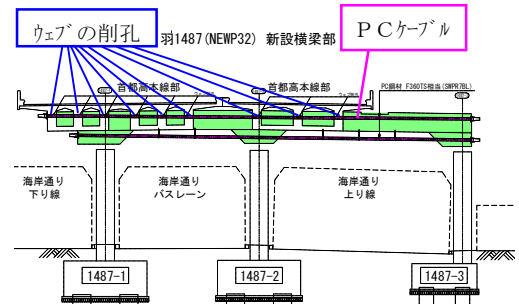 ウェブの削孔
羽1487(NEWP32) 新設横梁部
PCケーブル
首都高本線部
首都高本線部
PC鋼材 F360TS相当(SWPR7BL)
海岸通り
下り線
海岸通り
バスレーン
海岸通り
上り線
1487-1
1487-2
1487-3